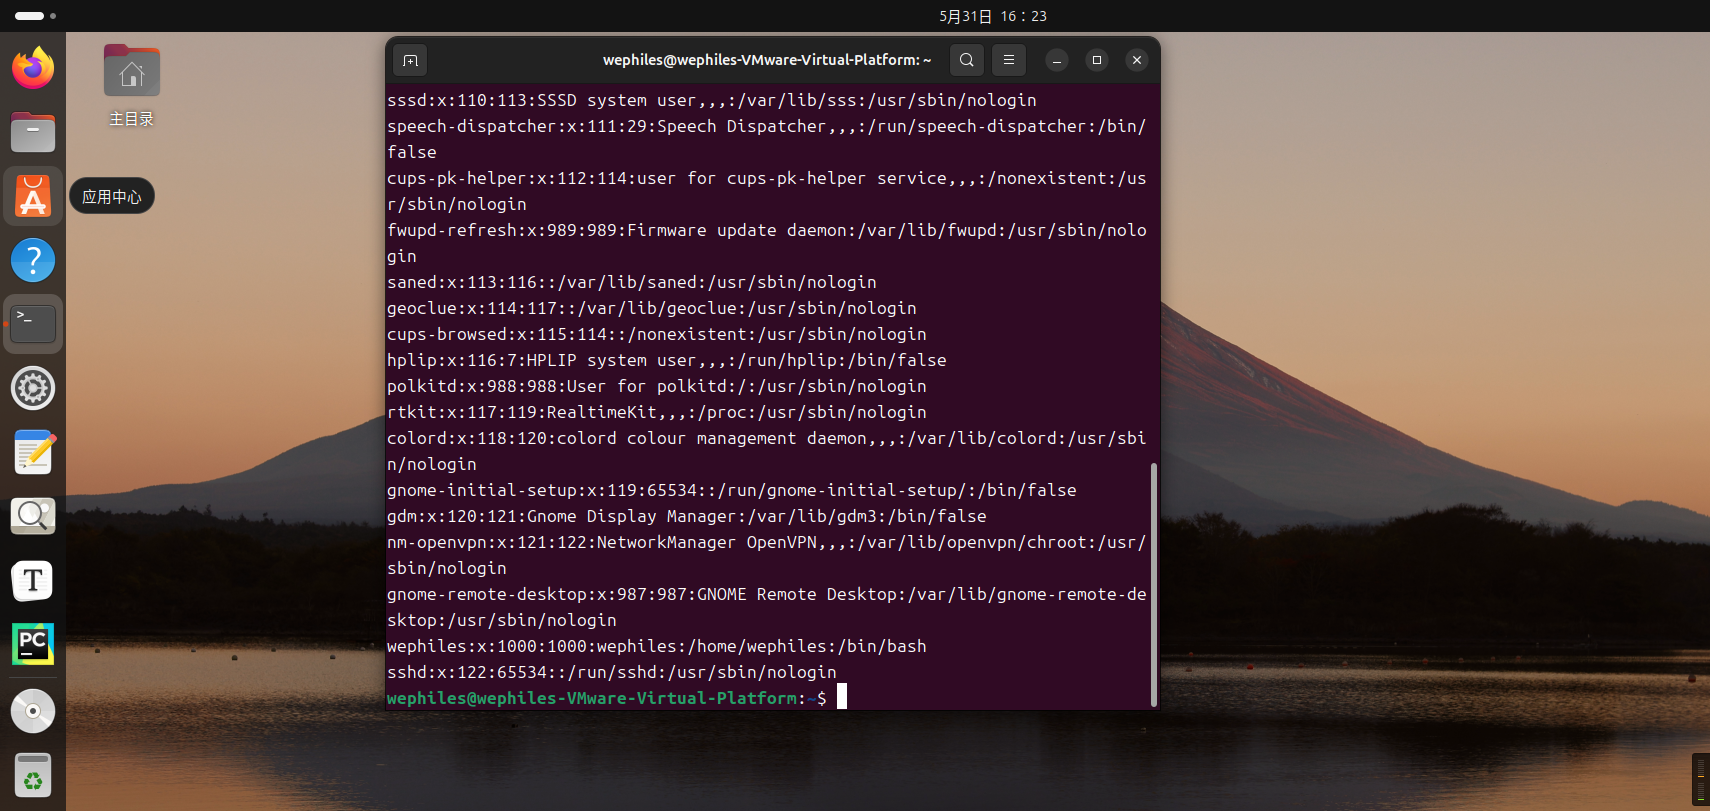 5月31日 16：23
主目录
应用中心
wephiles@wephiles-VMware-Virtual-Platform: ~
sssd:x:110:113:SSSD system user,,,:/var/lib/sss:/usr/sbin/nologin
speech-dispatcher:x:111:29:Speech Dispatcher,,,:/run/speech-dispatcher:/bin/
false
cups-pk-helper:x:112:114:user for cups-pk-helper service,,,:/nonexistent:/us
r/sbin/nologin
fwupd-refresh:x:989:989:Firmware update daemon:/var/lib/fwupd:/usr/sbin/nolo
gin
saned:x:113:116::/var/lib/saned:/usr/sbin/nologin
geoclue:x:114:117::/var/lib/geoclue:/usr/sbin/nologin
cups-browsed:x:115:114::/nonexistent:/usr/sbin/nologin
hplip:x:116:7:HPLIP system user,,,:/run/hplip:/bin/false
polkitd:x:988:988:User for polkitd:/:/usr/sbin/nologin
rtkit:x:117:119:RealtimeKit,,,:/proc:/usr/sbin/nologin
colord:x:118:120:colord colour management daemon,,,:/var/lib/colord:/usr/sbi
n/nologin
gnome-initial-setup:x:119:65534::/run/gnome-initial-setup/:/bin/false
gdm:x:120:121:Gnome Display Manager:/var/lib/gdm3:/bin/false
nm-openvpn:x:121:122:NetworkManager OpenVPN,,,:/var/lib/openvpn/chroot:/usr/
sbin/nologin
gnome-remote-desktop:x:987:987:GNOME Remote Desktop:/var/lib/gnome-remote-de
sktop:/usr/sbin/nologin
wephiles:x:1000:1000:wephiles:/home/wephiles:/bin/bash
sshd:x:122:65534::/run/sshd:/usr/sbin/nologin
wephiles@wephiles-VMware-Virtual-Platform:~$
?
>_
T
PC